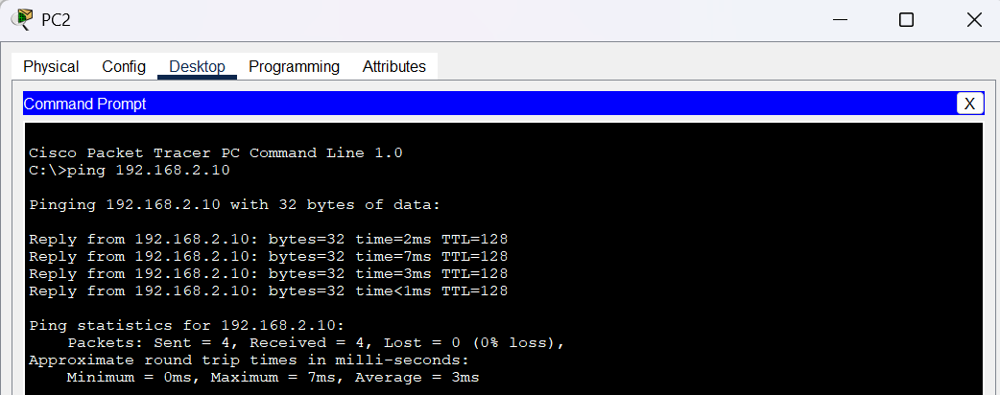 PC2
Physical Config Desktop Programming Attributes
Command Prompt
X
Cisco Packet Tracer PC Command Line 1.0
C:\>ping 192.168.2.10
Pinging 192.168.2.10 with 32 bytes of data:
Reply from 192.168.2.10: bytes=32 time=2ms TTL=128
Reply from 192.168.2.10: bytes=32 time=7ms TTL=128
Reply from 192.168.2.10: bytes=32 time=3ms TTL=128
Reply from 192.168.2.10: bytes=32 time<1ms TTL=128
Ping statistics for 192.168.2.10:
Packets: Sent = 4, Received = 4, Lost = 0 (0% loss),
Approximate round trip times in milli-seconds:
Minimum = 0ms, Maximum = 7ms, Average = 3ms